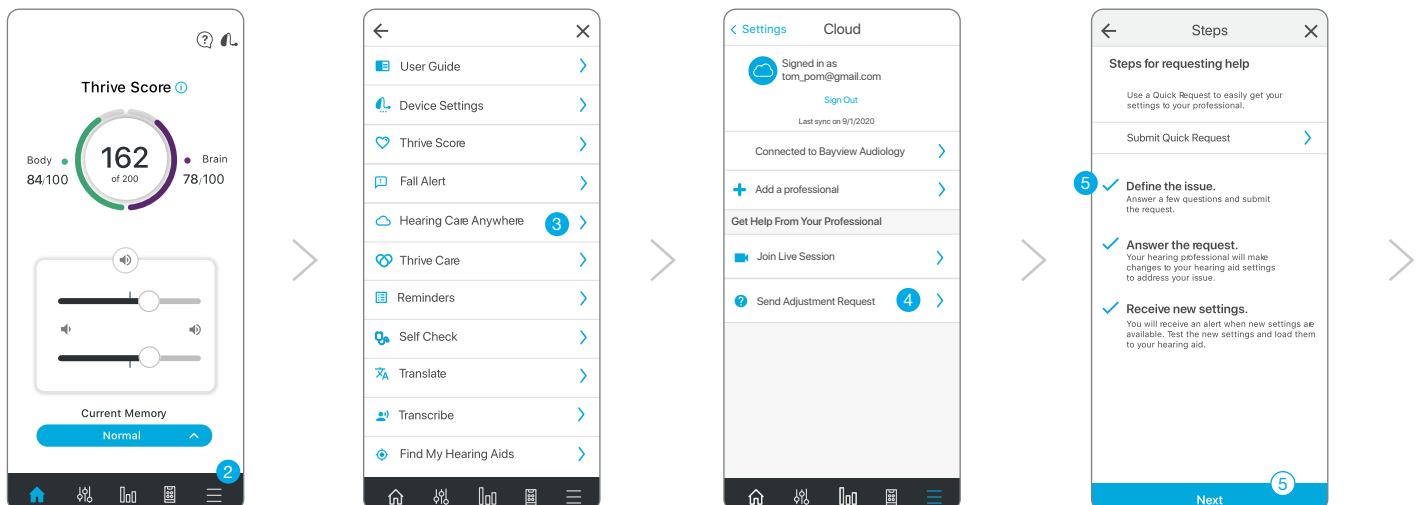 Thrive Score
Body
84/100
162
of 200
Brain
78/100
Current Memory
Normal
2
User Guide
Device Settings
Thrive Score
Fall Alert
Hearing Care Anywhere
3
Thrive Care
Reminders
Self Check
Translate
Transcribe
Find My Hearing Aids
Settings
Cloud
Signed in as
tom_pom@gmail.com
Sign Out
Last sync on 9/1/2020
Connected to Bayview Audiology
Add a professional
Get Help From Your Professional
Join Live Session
Send Adjustment Request
4
Steps
Steps for requesting help
Use a Quick Request to easily get your
settings to your professional.
Submit Quick Request
5
Define the issue.
Answer a few questions and submit
the request.
Answer the request.
Your hearing professional will make
changes to your hearing aid settings
to address your issue.
Receive new settings.
You will receive an alert when new settings are
available. Test the new settings and load them
to your hearing aid.
5
Next